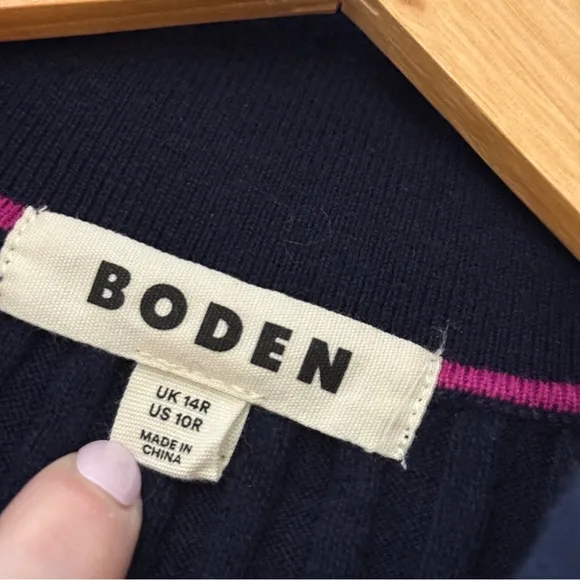 BODEN
UK 14R
US 10R
MADE IN
CHINA